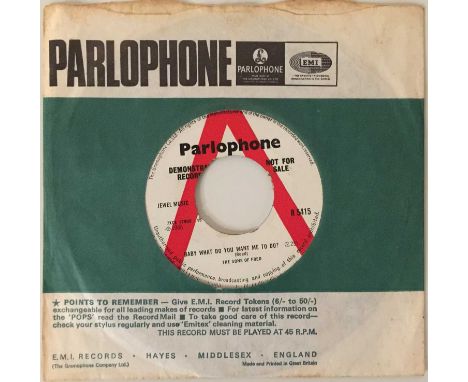 PARLOPHONE
PARLOPHONE
EMI
Parlophone
DEMONSTRA
RECOR
NOT FOR
SALE
JEWEL MUSIC
R 5415
BABY WHAT DO YOU WANT ME TO DO?
(Reed)
THE SONS OF FRED
★ POINTS TO REMEMBER — Give E.M.I. Record Tokens (6/- to 50/-)
exchangeable for all leading makes of records ● For latest information on
the 'POPS' read the Record Mail ● To take good care of this record—
check your stylus regularly and use 'Emitex' cleaning material.
THIS RECORD MUST BE PLAYED AT 45 R.P.M.
E.M.I. RECORDS · HAYES · MIDDLESEX · ENGLAND
(The Gramophone Company Ltd.)
Made and Printed in Great Britain